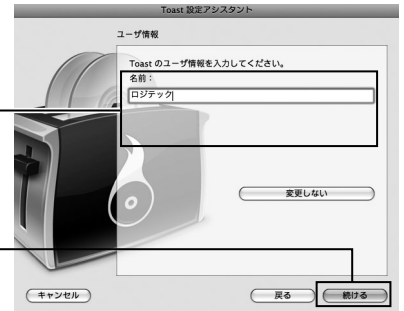 Toast 設定アシスタント
ユーザ情報
Toast のユーザ情報を入力してください。
名前：
ロジテック
変更しない
キャンセル
戻る
続ける